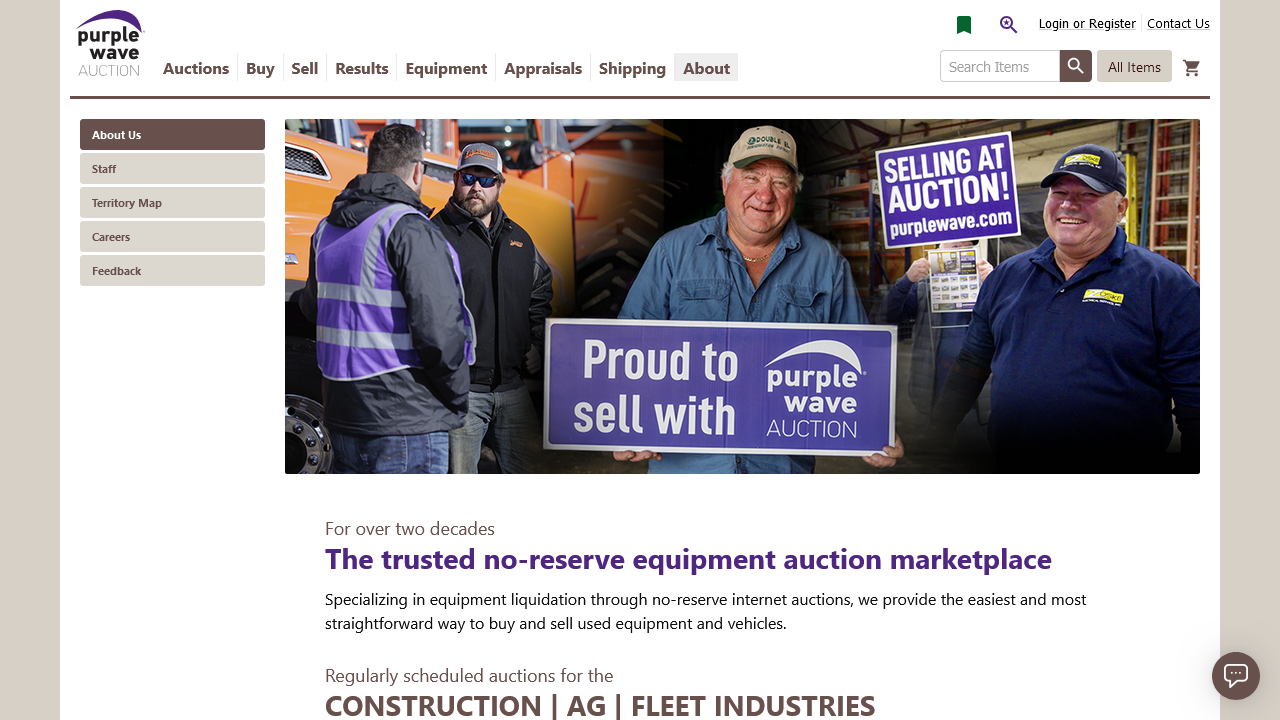 purple
wave
AUCTION
Login or Register
Contact Us
Auctions
Buy
Sell
Results
Equipment
Appraisals
Shipping
About
Search Items
All Items
About Us
Staff
Territory Map
Careers
Feedback
DOUBLE EL
SELLING AT
AUCTION!
purplewave.com
Proud to
sell with
purple
wave
AUCTION
For over two decades
The trusted no-reserve equipment auction marketplace
Specializing in equipment liquidation through no-reserve internet auctions, we provide the easiest and most
straightforward way to buy and sell used equipment and vehicles.
Regularly scheduled auctions for the
CONSTRUCTION | AG | FLEET INDUSTRIES